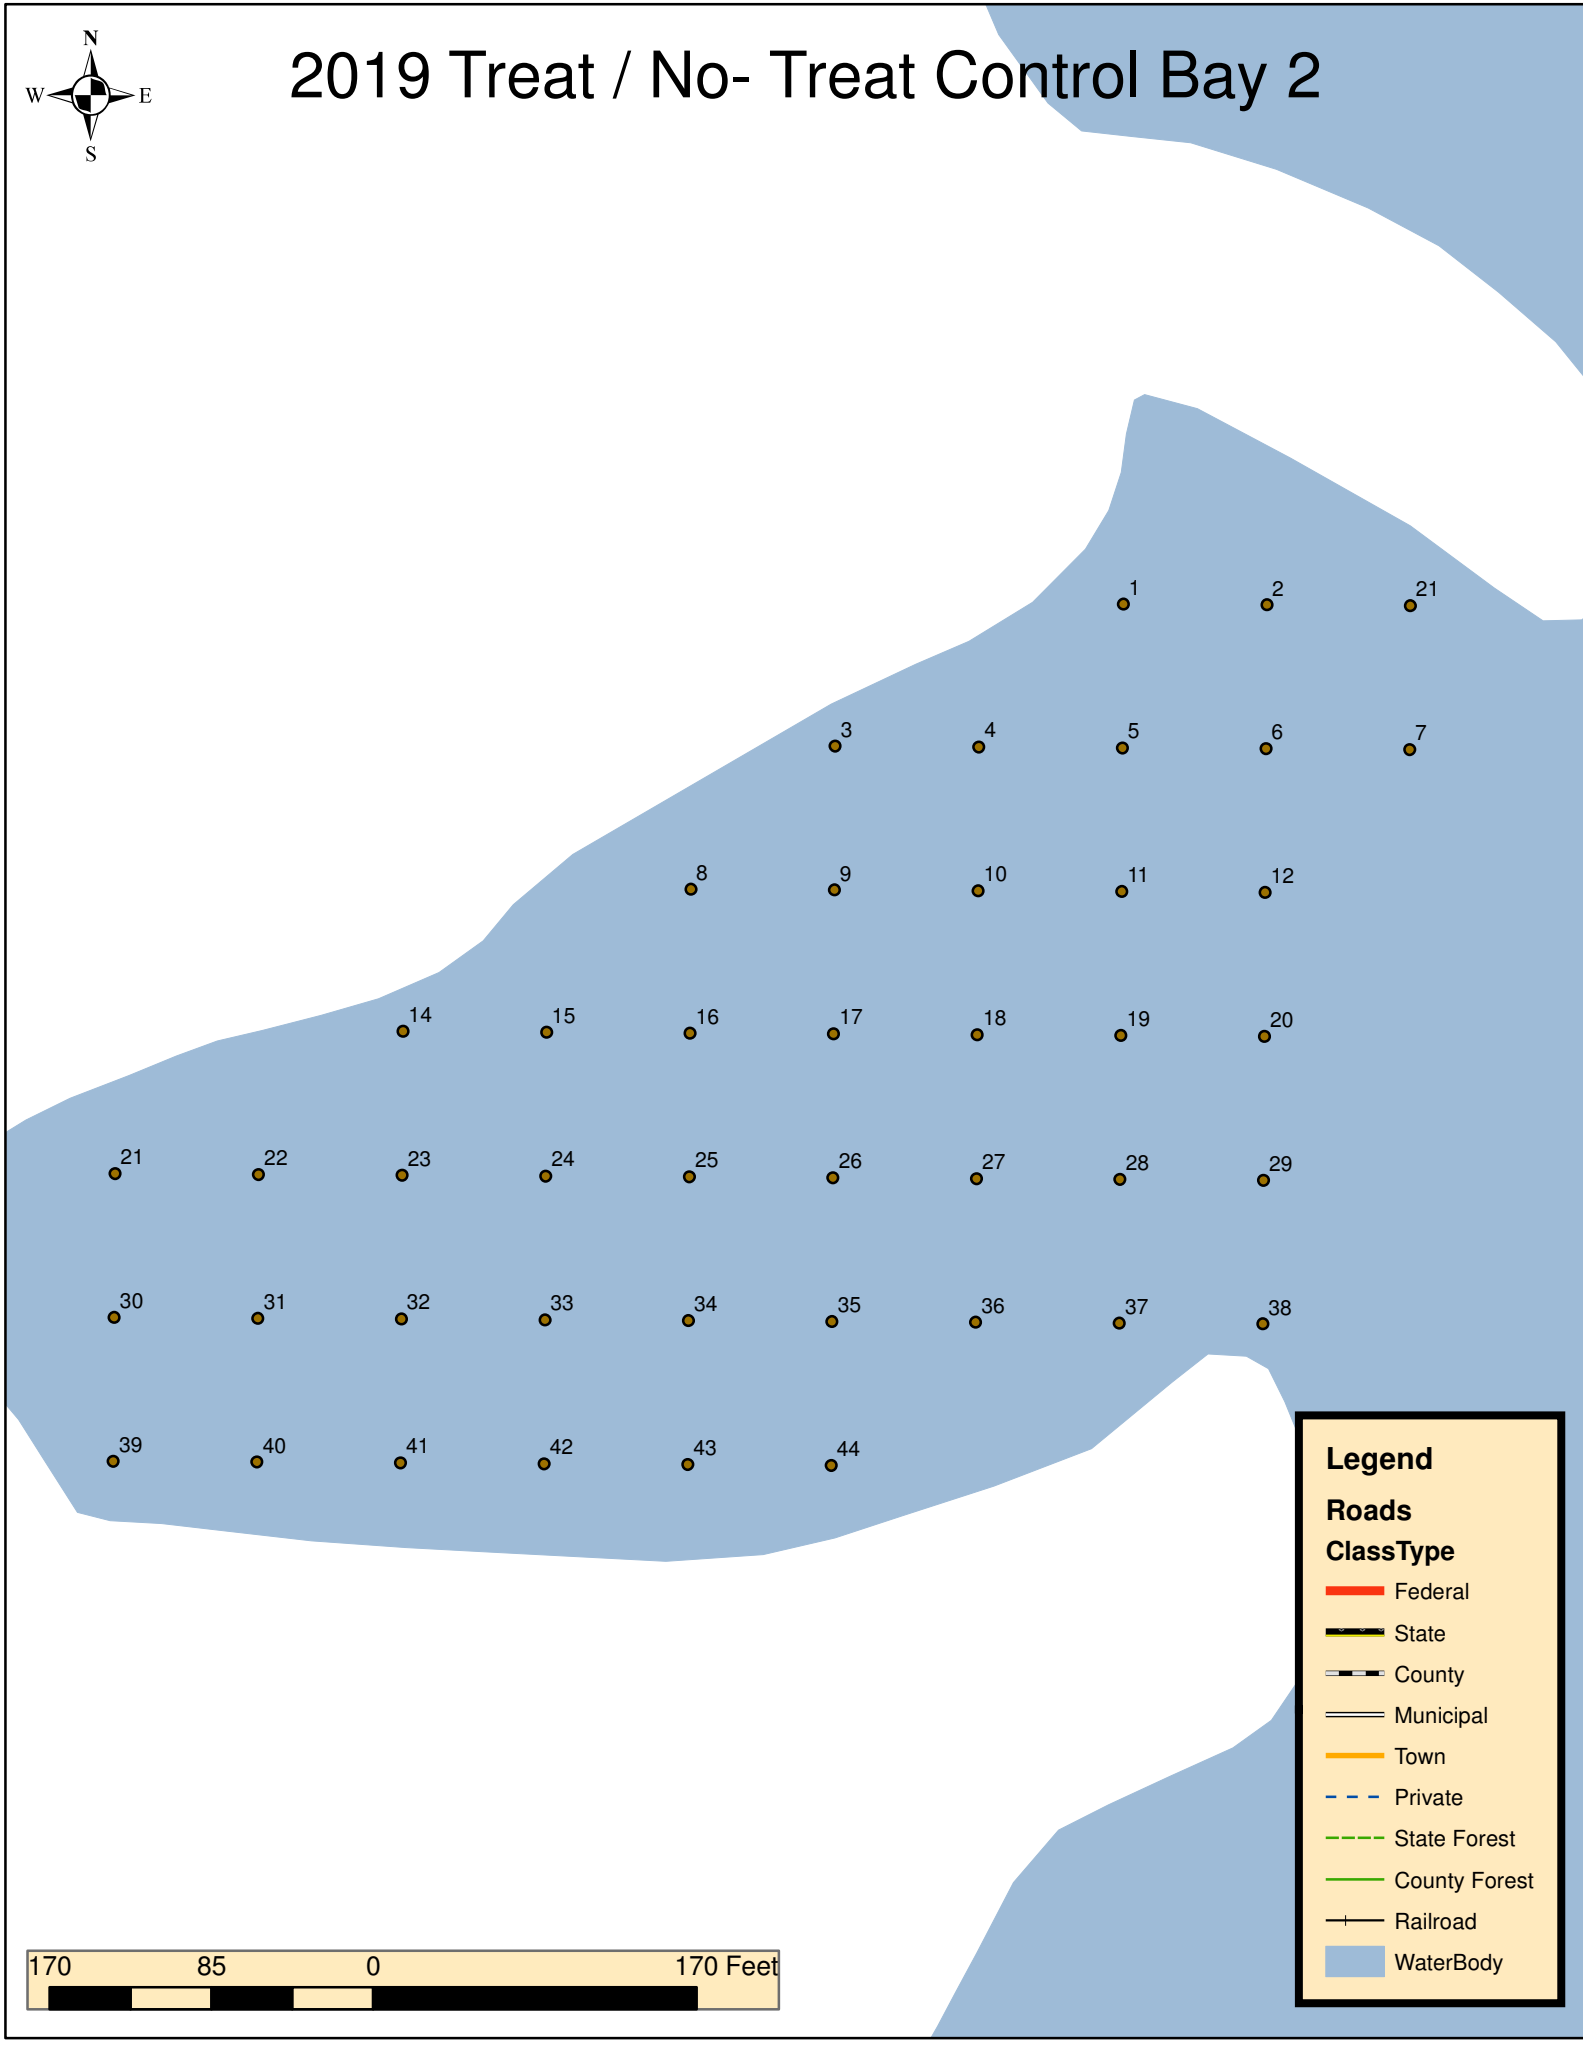 N
W E
S
2019 Treat / No- Treat Control Bay 2
1 2 21
3 4 5 6 7
8 9 10 11 12
14 15 16 17 18 19 20
21 22 23 24 25 26 27 28 29
30 31 32 33 34 35 36 37 38
39 40 41 42 43 44
Legend
Roads
ClassType
Federal
State
County
Municipal
Town
Private
State Forest
County Forest
Railroad
WaterBody
170 85 0 170 Feet